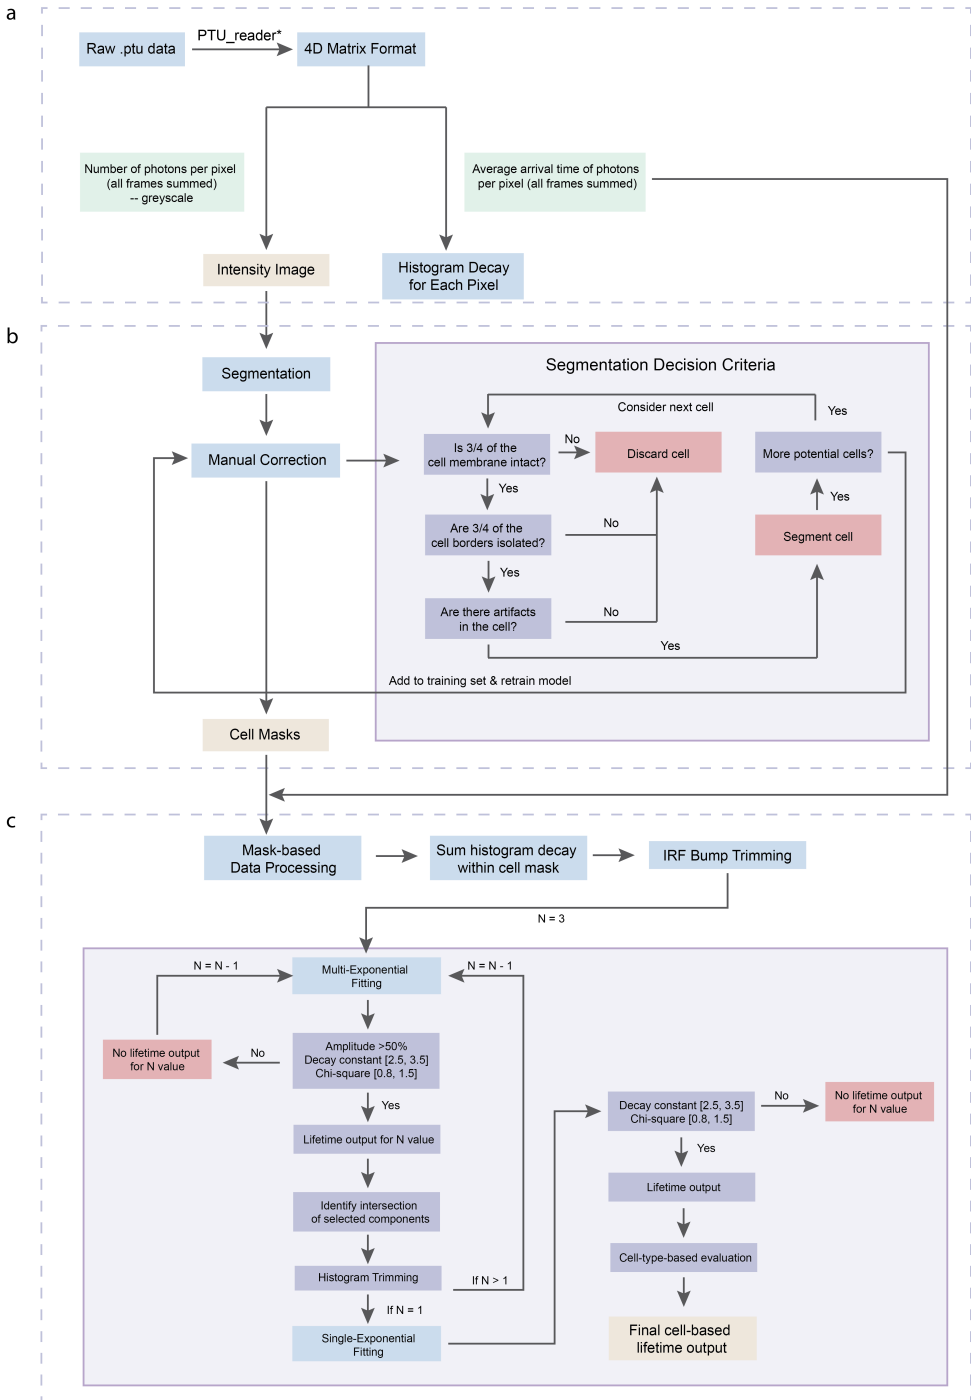 a
Raw .ptu data
PTU_reader*
4D Matrix Format
Number of photons per pixel
(all frames summed)
-- greyscale
Average arrival time of photons
per pixel (all frames summed)
Intensity Image
Histogram Decay
for Each Pixel
b
Segmentation
Manual Correction
Segmentation Decision Criteria
Consider next cell
Yes
Is 3/4 of the
cell membrane intact?
No
Discard cell
More potential cells?
Yes
Yes
Are 3/4 of the
cell borders isolated?
No
Segment cell
Yes
Are there artifacts
in the cell?
No
Yes
Add to training set & retrain model
Cell Masks
c
Mask-based
Data Processing
Sum histogram decay
within cell mask
IRF Bump Trimming
N = 3
N = N - 1
Multi-Exponential
Fitting
N = N - 1
No lifetime output
for N value
No
Amplitude >50%
Decay constant [2.5, 3.5]
Chi-square [0.8, 1.5]
Yes
Lifetime output for N value
Identify intersection
of selected components
Histogram Trimming
If N > 1
If N = 1
Single-Exponential
Fitting
Decay constant [2.5, 3.5]
Chi-square [0.8, 1.5]
No
No lifetime output
for N value
Yes
Lifetime output
Cell-type-based evaluation
Final cell-based
lifetime output